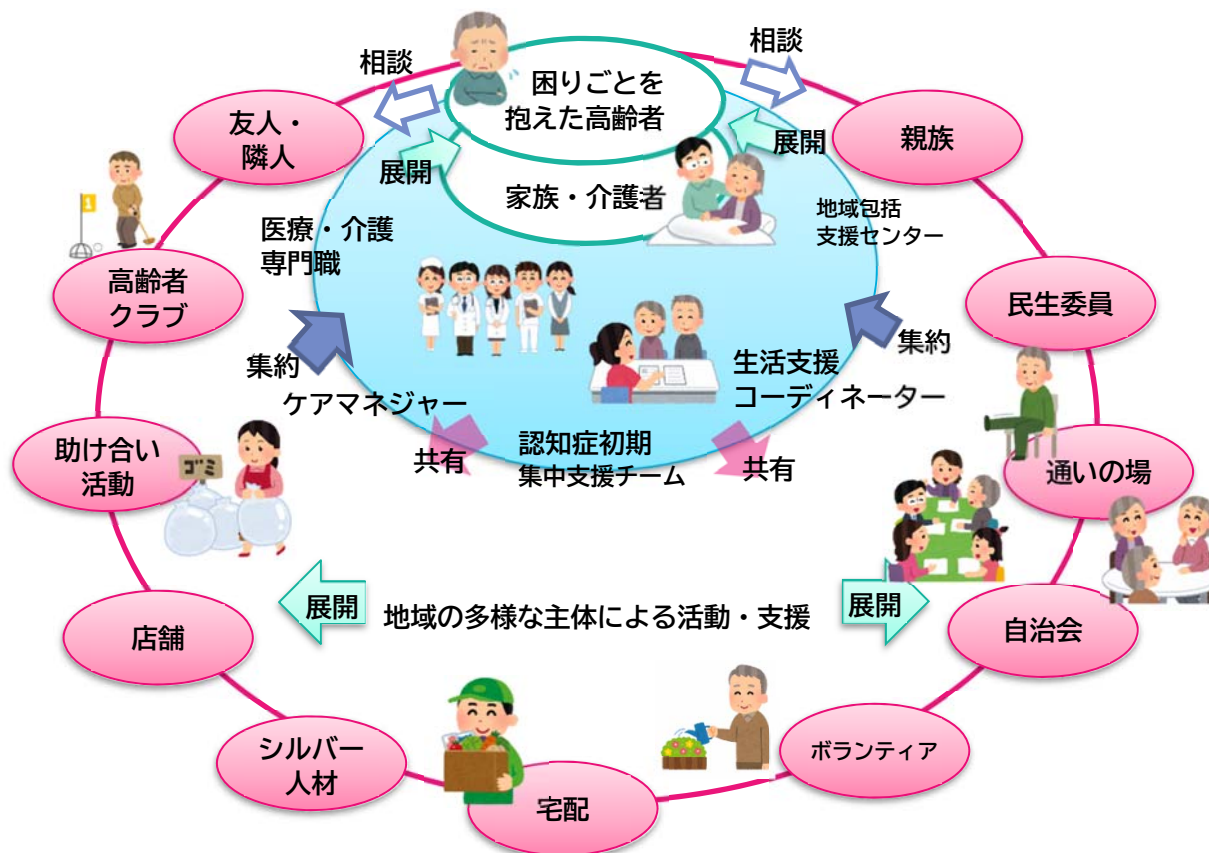 相談
相談
困りごとを
抱えた高齢者
友人・
隣人
親族
展開
展開
家族・介護者
1
医療・介護
専門職
地域包括
支援センター
高齢者
クラブ
民生委員
集約
集約
ケアマネジャー
生活支援
コーディネーター
助け合い
活動
ゴミ
共有
認知症初期
集中支援チーム
共有
通いの場
展開
地域の多様な主体による活動・支援
展開
店舗
自治会
シルバー
人材
宅配
ボランティア